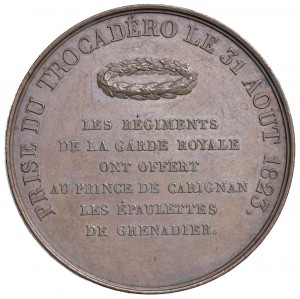 PRISE DU TROCADÉRO LE 31 AOUT 1823.
LES RÉGIMENTS
DE LA GARDE ROYALE
ONT OFFERT
AU PRINCE DE CARIGNAN
LES ÉPAULETTES
DE GRENADIER.